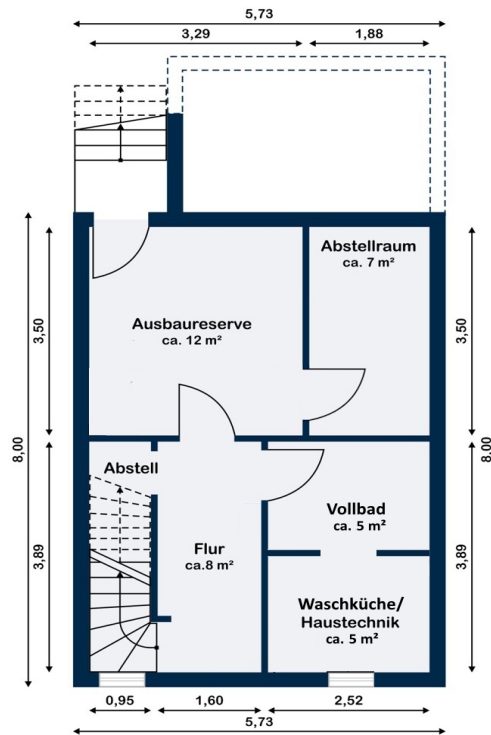 5,73
3,29
1,88
Abstellraum
ca. 7 m²
3,50
3,50
Ausbaureserve
ca. 12 m²
8,00
8,00
Abstell
Vollbad
ca. 5 m²
3,89
3,89
Flur
ca.8 m²
Waschküche/
Haustechnik
ca. 5 m²
0,95
1,60
2,52
5,73